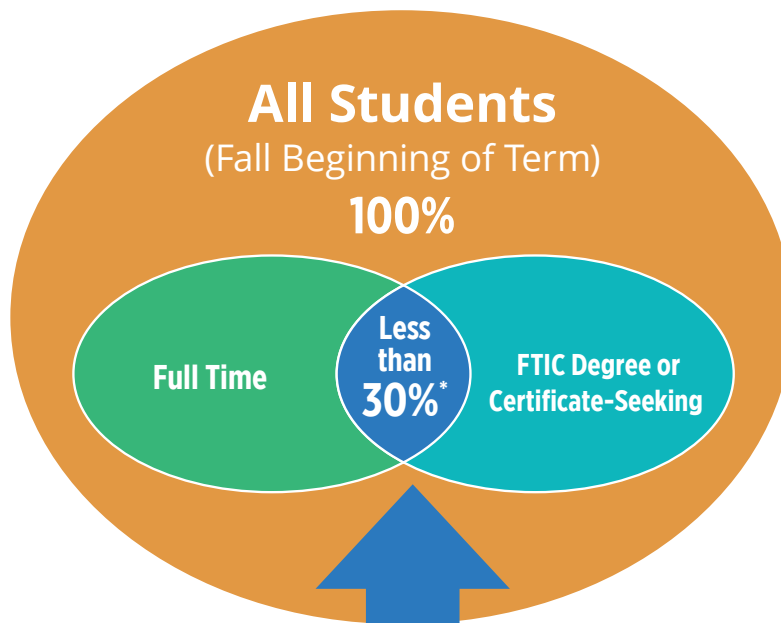 All Students
(Fall Beginning of Term)
100%
Full Time
Less
than
30%*
FTIC Degree or
Certificate-Seeking